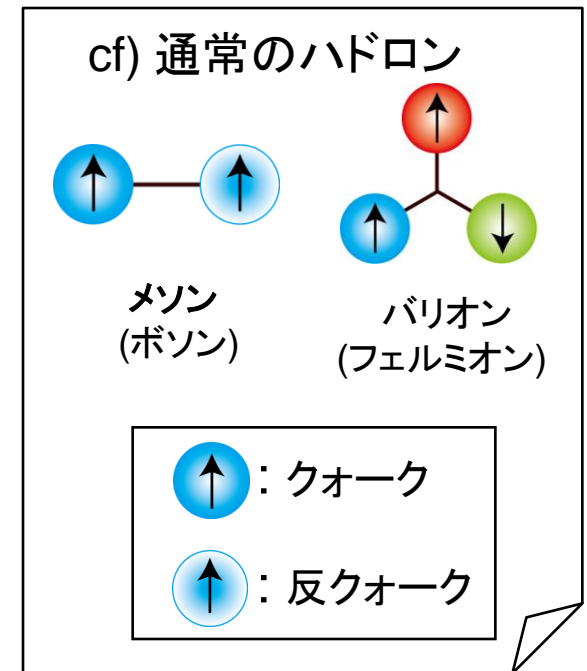 cf) 通常のハドロン
メソン
(ボソン)
バリオン
(フェルミオン)
: クォーク
: 反クォーク